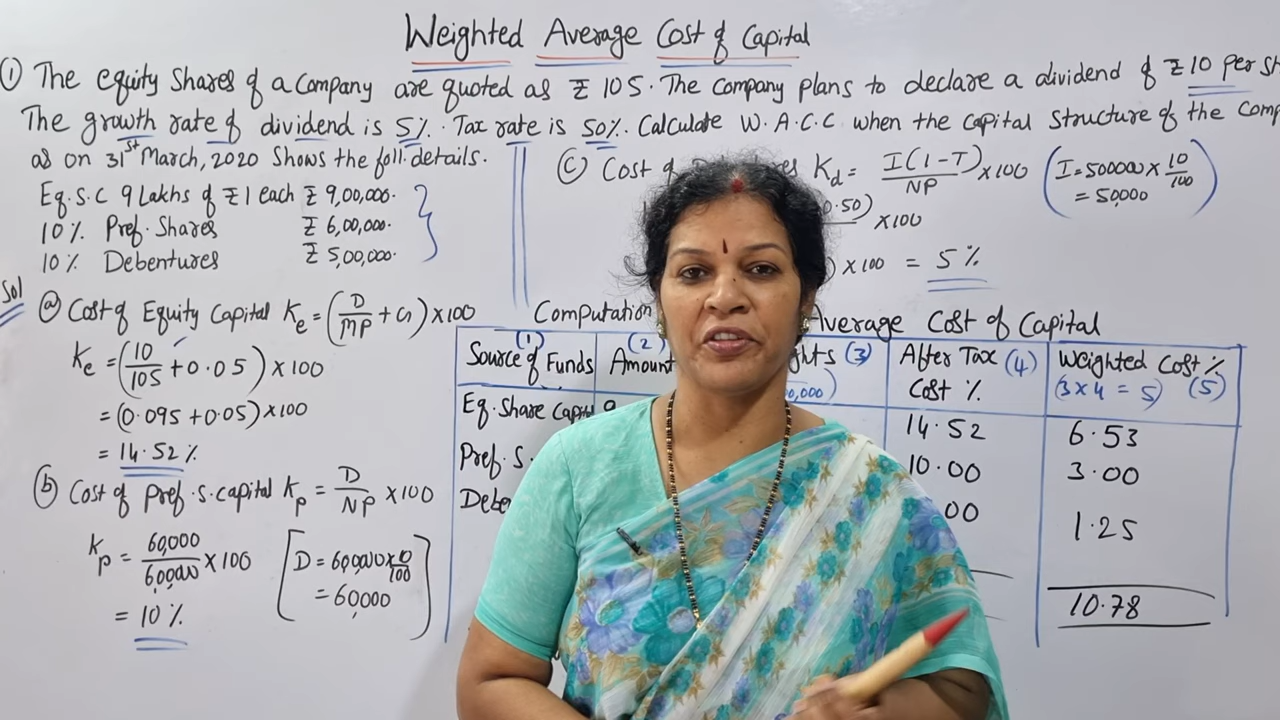 Weighted Average Cost of Capital
① The equity Shares of a Company are quoted as ₹ 105. The Company plans to declare a dividend of ₹ 10 per
The growth rate of dividend is 5%. Tax rate is 50%. Calculate W.A.C.C when the capital Structure of the
as on 31st March, 2020 Shows the foll. details.
Eq. S.C 9 Lakhs of ₹ 1 each ₹ 9,00,000.
10% Pref. Shares ₹ 6,00,000.
10% Debentures ₹ 5,00,000.
Sol
ⓐ Cost of Equity Capital Ke = (D/MP + G) × 100
Ke = (10/105 + 0.05) × 100
= (0.095 + 0.05) × 100
= 14.52 %
ⓑ Cost of Pref. S. capital Kp = D/NP × 100
Kp = 60,000/6,00,000 × 100 [D = 6,00,000 × 10/100
= 60,000]
= 10 %
Ⓒ Cost of Kd = I(1-T)/NP × 100 (I = 500000 × 10/100
= 50,000)
0.50) × 100
) × 100 = 5 %
Computation Average Cost of Capital
Source of Funds (1) Amount (2) (3) After Tax Cost % (4) Weighted Cost % (3×4 = 5) (5)
Eq. Share Capital 9 14.52 6.53
Pref. S. 10.00 3.00
00 1.25
10.78